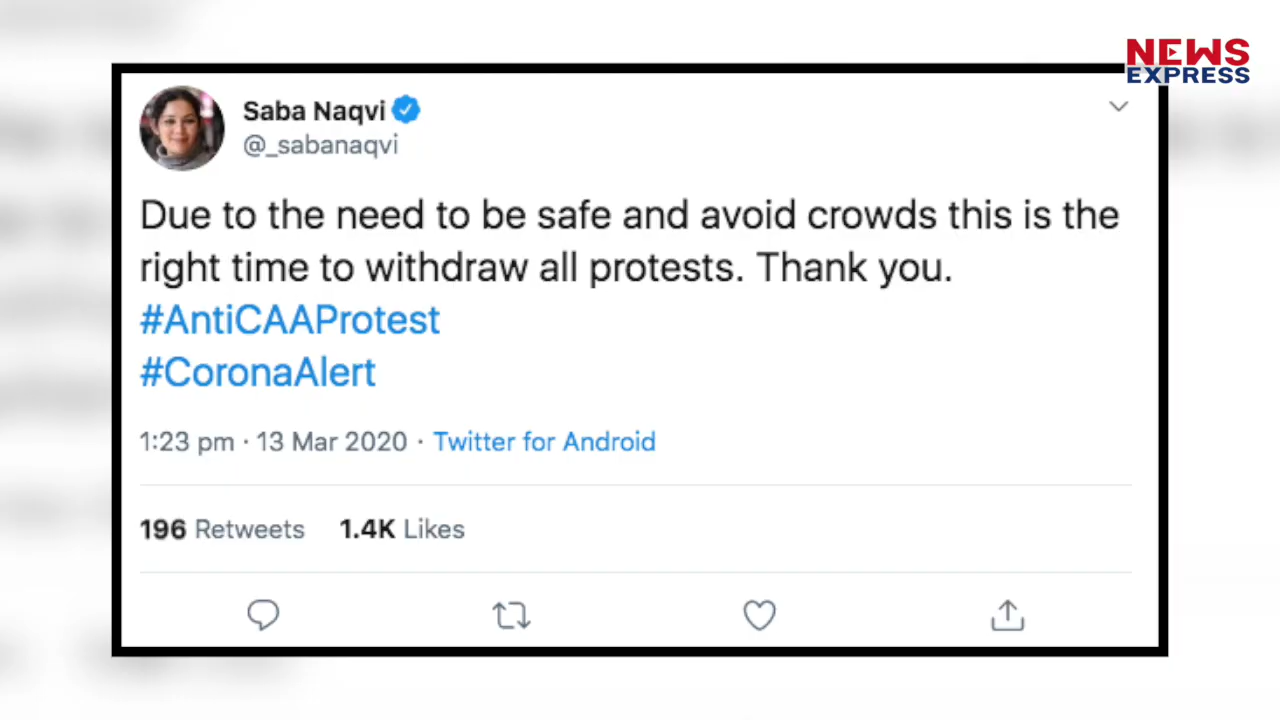 NEWS
EXPRESS
Saba Naqvi
@_sabanaqvi
Due to the need to be safe and avoid crowds this is the
right time to withdraw all protests. Thank you.
#AntiCAAProtest
#CoronaAlert
1:23 pm · 13 Mar 2020 · Twitter for Android
196 Retweets 1.4K Likes